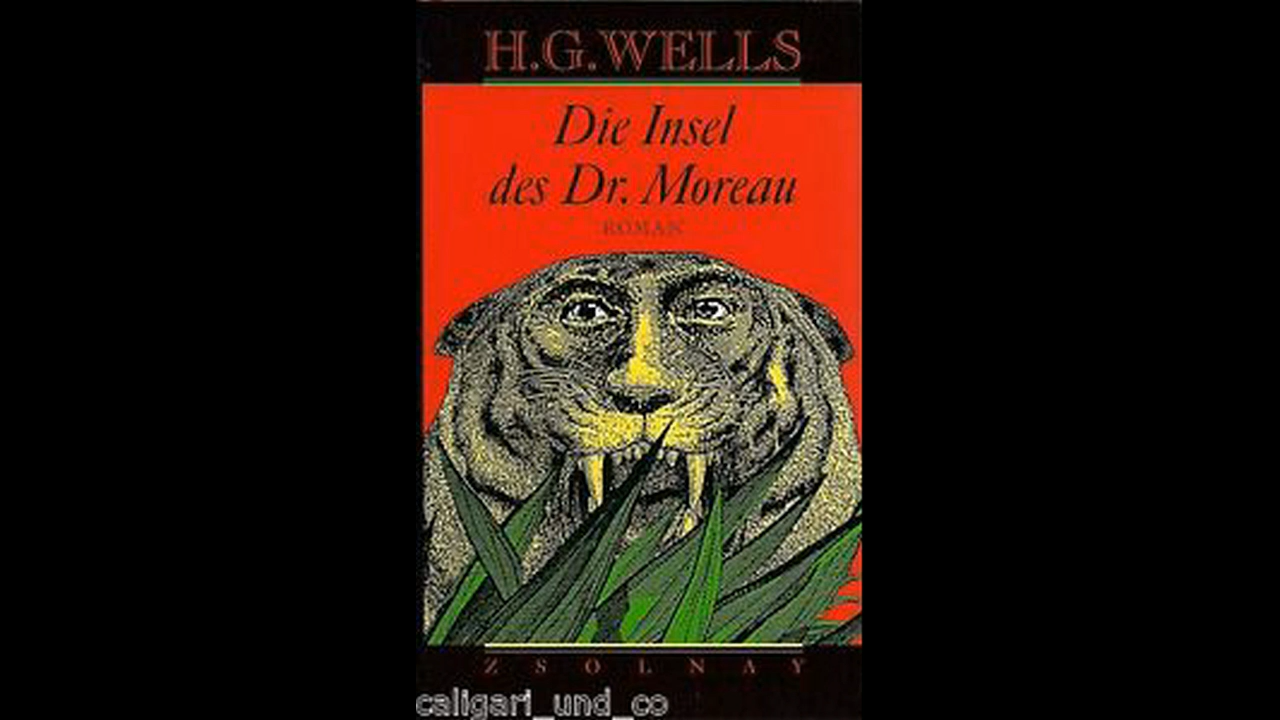 H.G.WELLS
Die Insel
des Dr. Moreau
ROMAN
ZSOLNAY
caligari_und_co